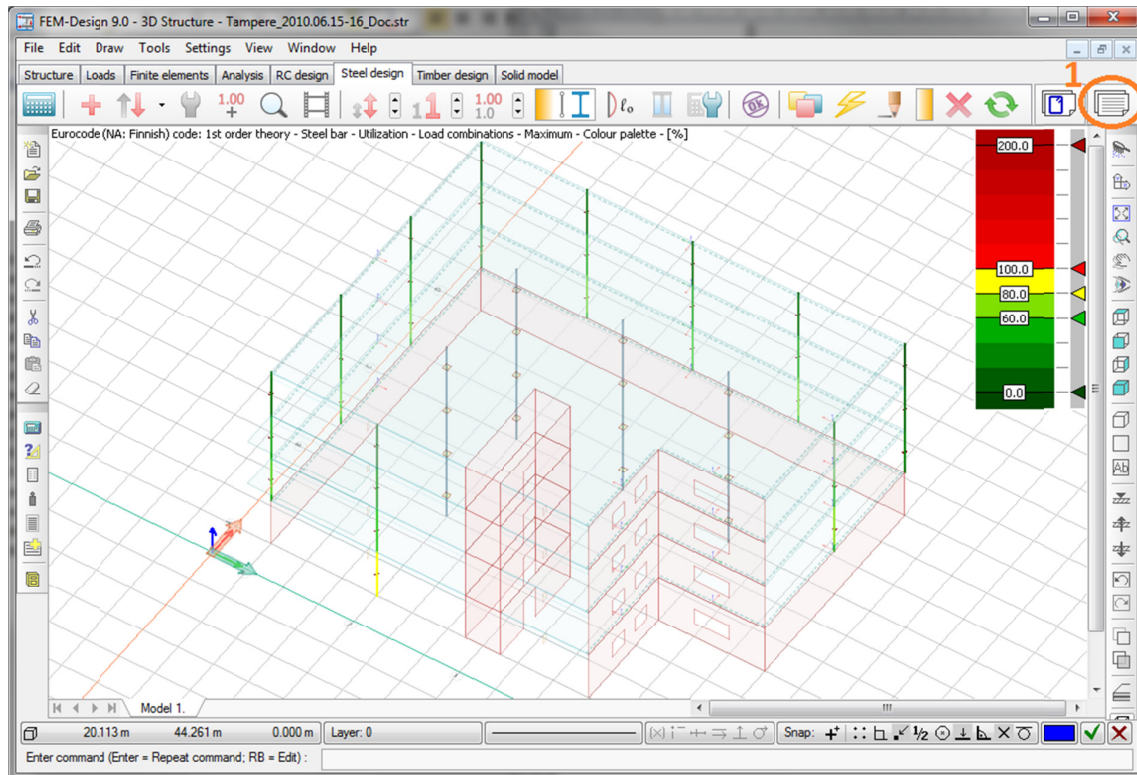 FEM-Design 9.0 - 3D Structure - Tampere_2010.06.15-16_Doc.str
File Edit Draw Tools Settings View Window Help
Structure Loads Finite elements Analysis RC design Steel design Timber design Solid model
1
1.00
1.00
1.0
OK
Eurocode(NA: Finnish) code: 1st order theory - Steel bar - Utilization - Load combinations - Maximum - Colour palette - [%]
200.0
100.0
80.0
60.0
0.0
Ab
Model 1.
20.113 m 44.261 m 0.000 m Layer: 0 Snap: 1/2
Enter command (Enter = Repeat command; RB = Edit) :